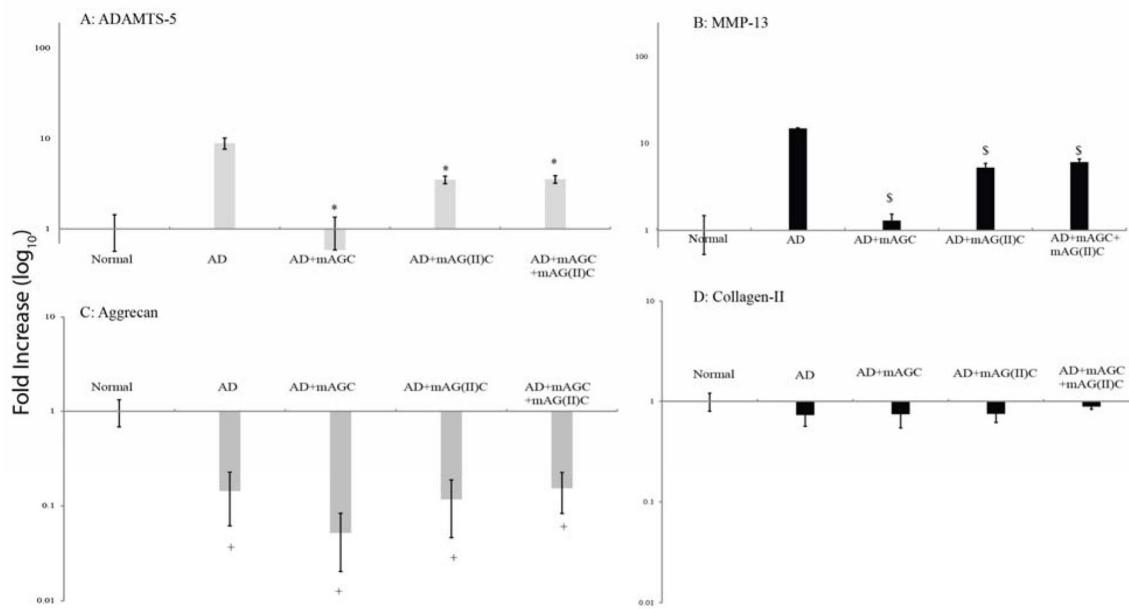 A: ADAMTS-5
100
10
*
*
*
1
Normal
AD
AD+mAGC
AD+mAG(II)C
AD+mAGC
+mAG(II)C
B: MMP-13
100
10
$
$
$
1
Normal
AD
AD+mAGC
AD+mAG(II)C
AD+mAGC+
mAG(II)C
Fold Increase (log10)
C: Aggrecan
10
Normal
AD
AD+mAGC
AD+mAG(II)C
AD+mAGC
+mAG(II)C
1
0.1
+
+
+
+
0.01
D: Collagen-II
10
Normal
AD
AD+mAGC
AD+mAG(II)C
AD+mAGC
+mAG(II)C
1
0.1
0.01